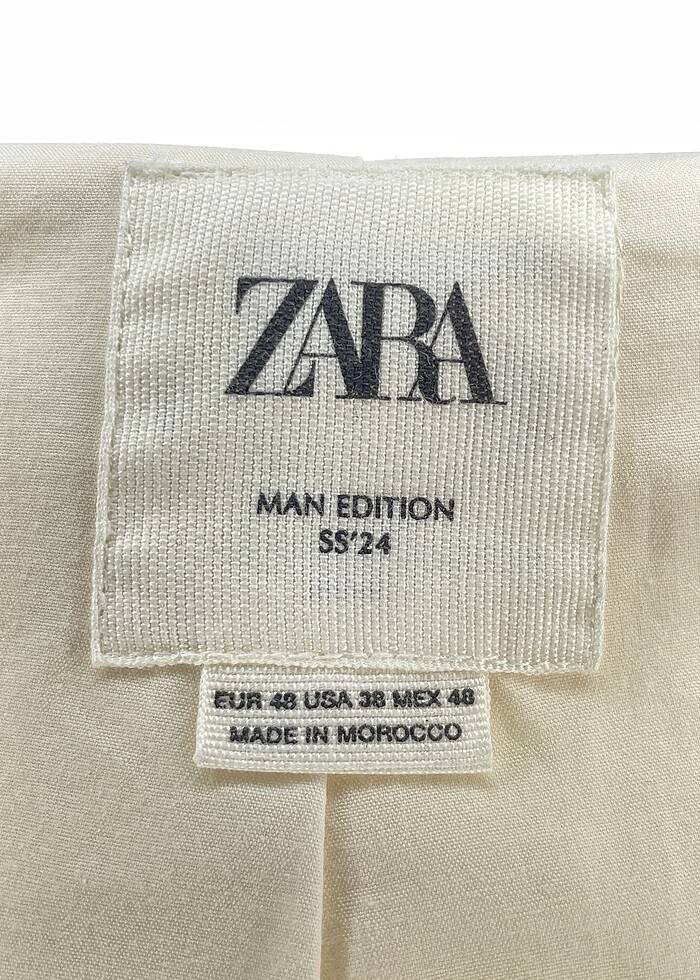 ZARA
MAN EDITION
SS'24
EUR 48 USA 38 MEX 48
MADE IN MOROCCO